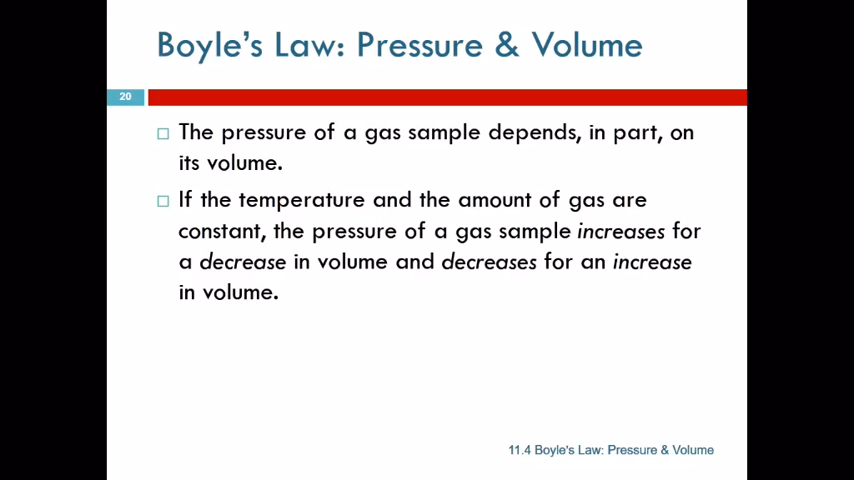 Boyle's Law: Pressure & Volume
20
The pressure of a gas sample depends, in part, on
its volume.
If the temperature and the amount of gas are
constant, the pressure of a gas sample increases for
a decrease in volume and decreases for an increase
in volume.
11.4 Boyle's Law: Pressure & Volume